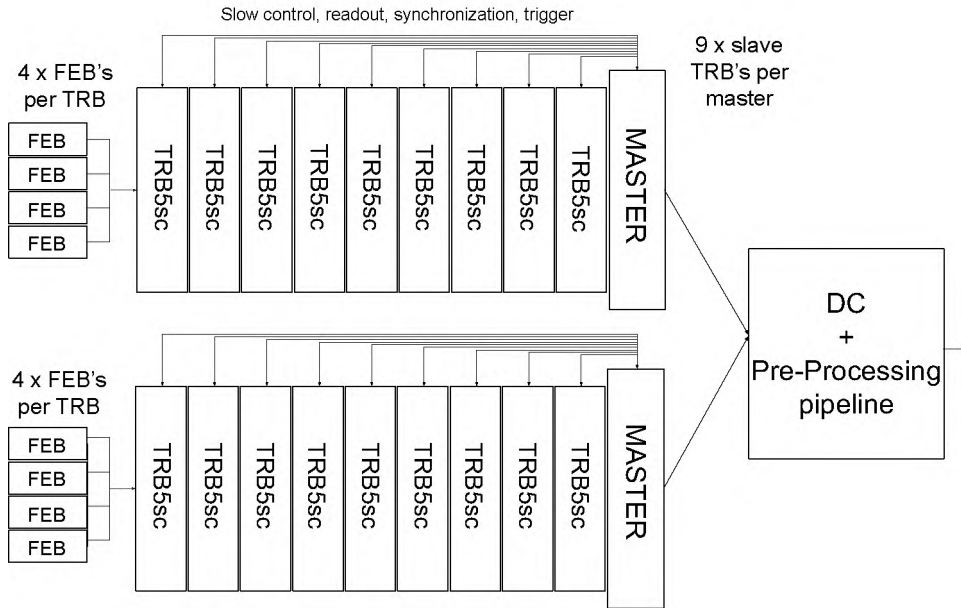 Slow control, readout, synchronization, trigger
9 x slave
TRB's per
master
4 x FEB's
per TRB
FEB
FEB
FEB
FEB
TRB5sc
TRB5sc
TRB5sc
TRB5sc
TRB5sc
TRB5sc
TRB5sc
TRB5sc
TRB5sc
MASTER
DC
+
Pre-Processing
pipeline
4 x FEB's
per TRB
FEB
FEB
FEB
FEB
TRB5sc
TRB5sc
TRB5sc
TRB5sc
TRB5sc
TRB5sc
TRB5sc
TRB5sc
TRB5sc
MASTER